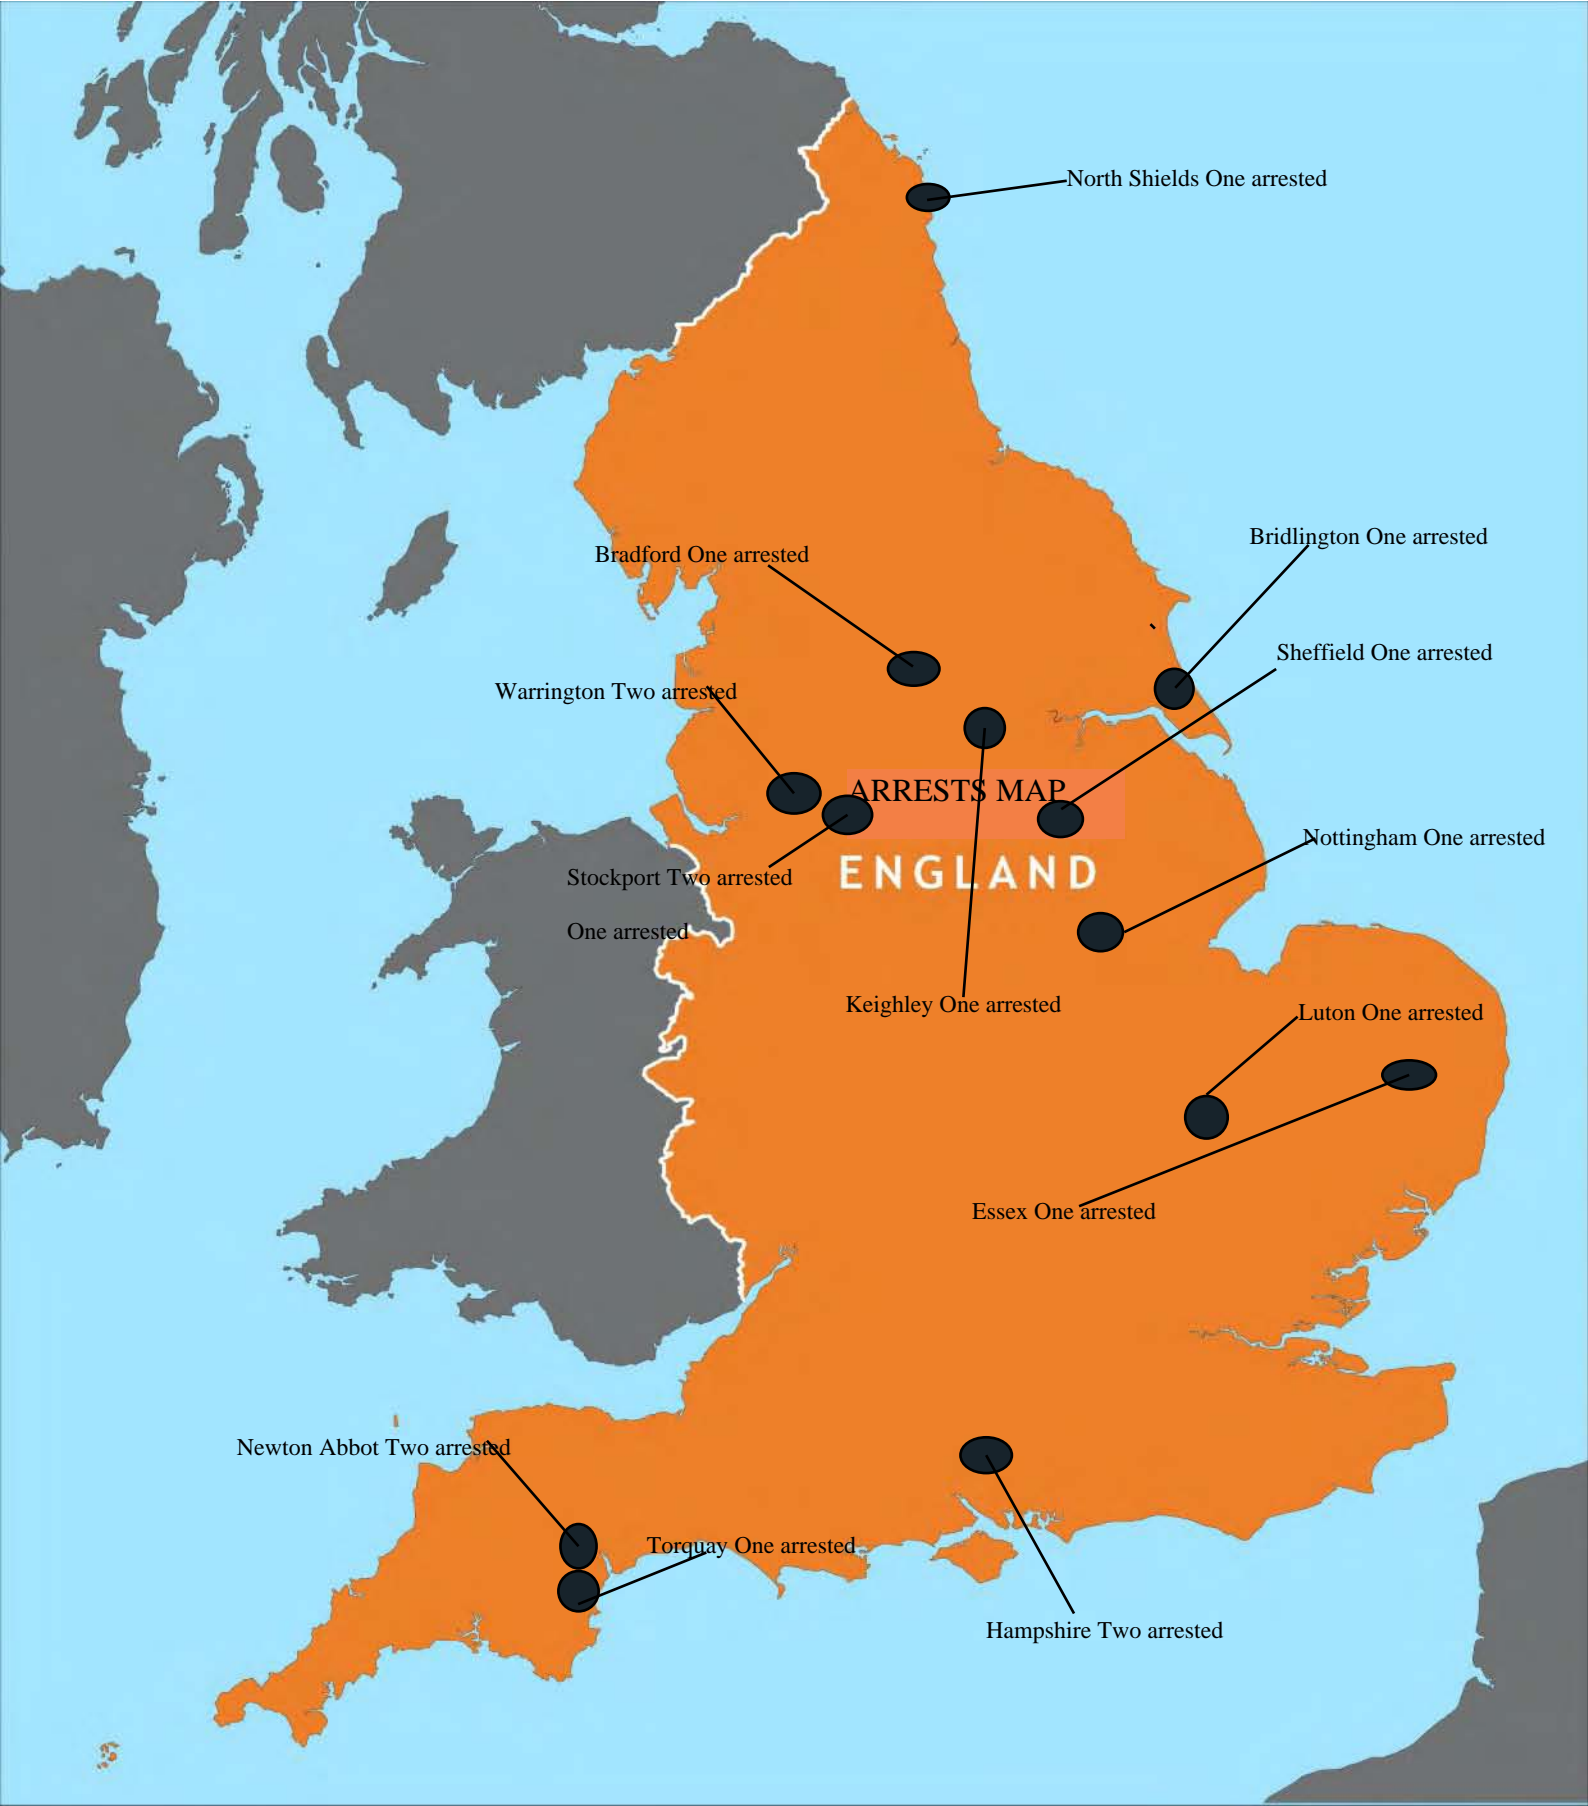 North Shields One arrested
Bridlington One arrested
Bradford One arrested
Sheffield One arrested
Warrington Two arrested
ARRESTS MAP
Nottingham One arrested
ENGLAND
Stockport Two arrested
One arrested
Keighley One arrested
Luton One arrested
Essex One arrested
Newton Abbot Two arrested
Torquay One arrested
Hampshire Two arrested